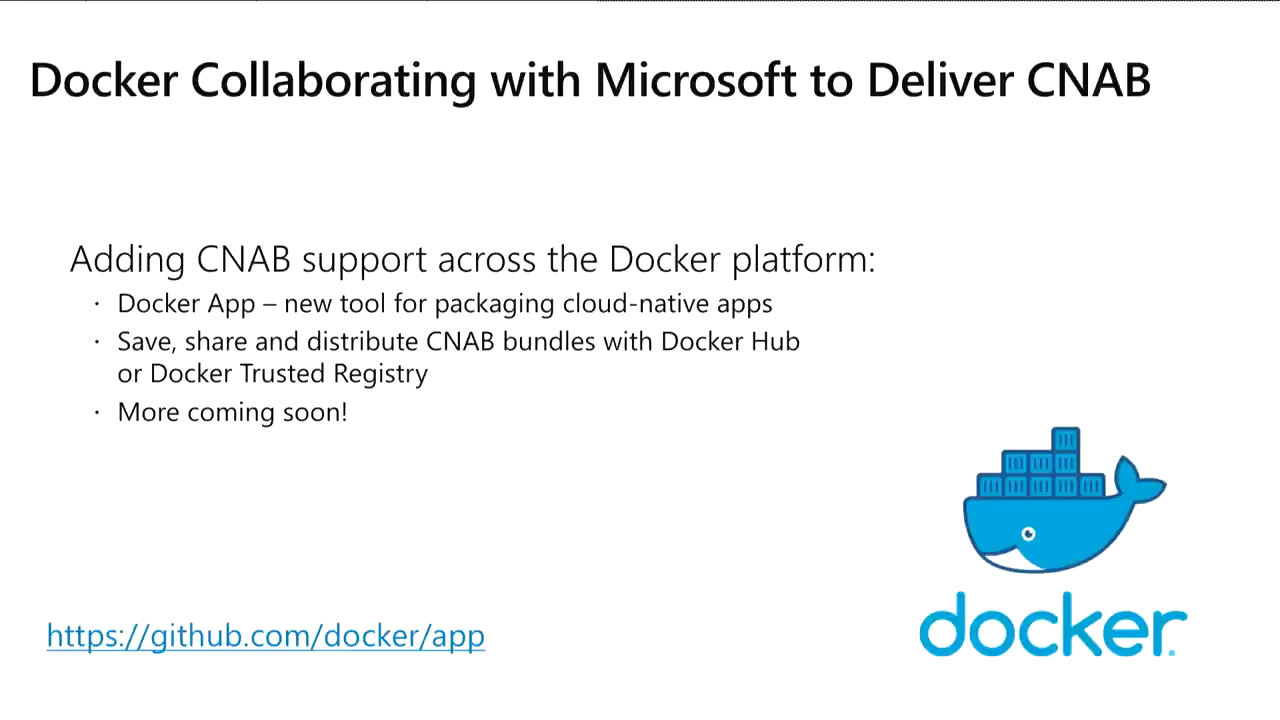 Docker Collaborating with Microsoft to Deliver CNAB
Adding CNAB support across the Docker platform:
· Docker App – new tool for packaging cloud-native apps
· Save, share and distribute CNAB bundles with Docker Hub
or Docker Trusted Registry
· More coming soon!
https://github.com/docker/app
docker